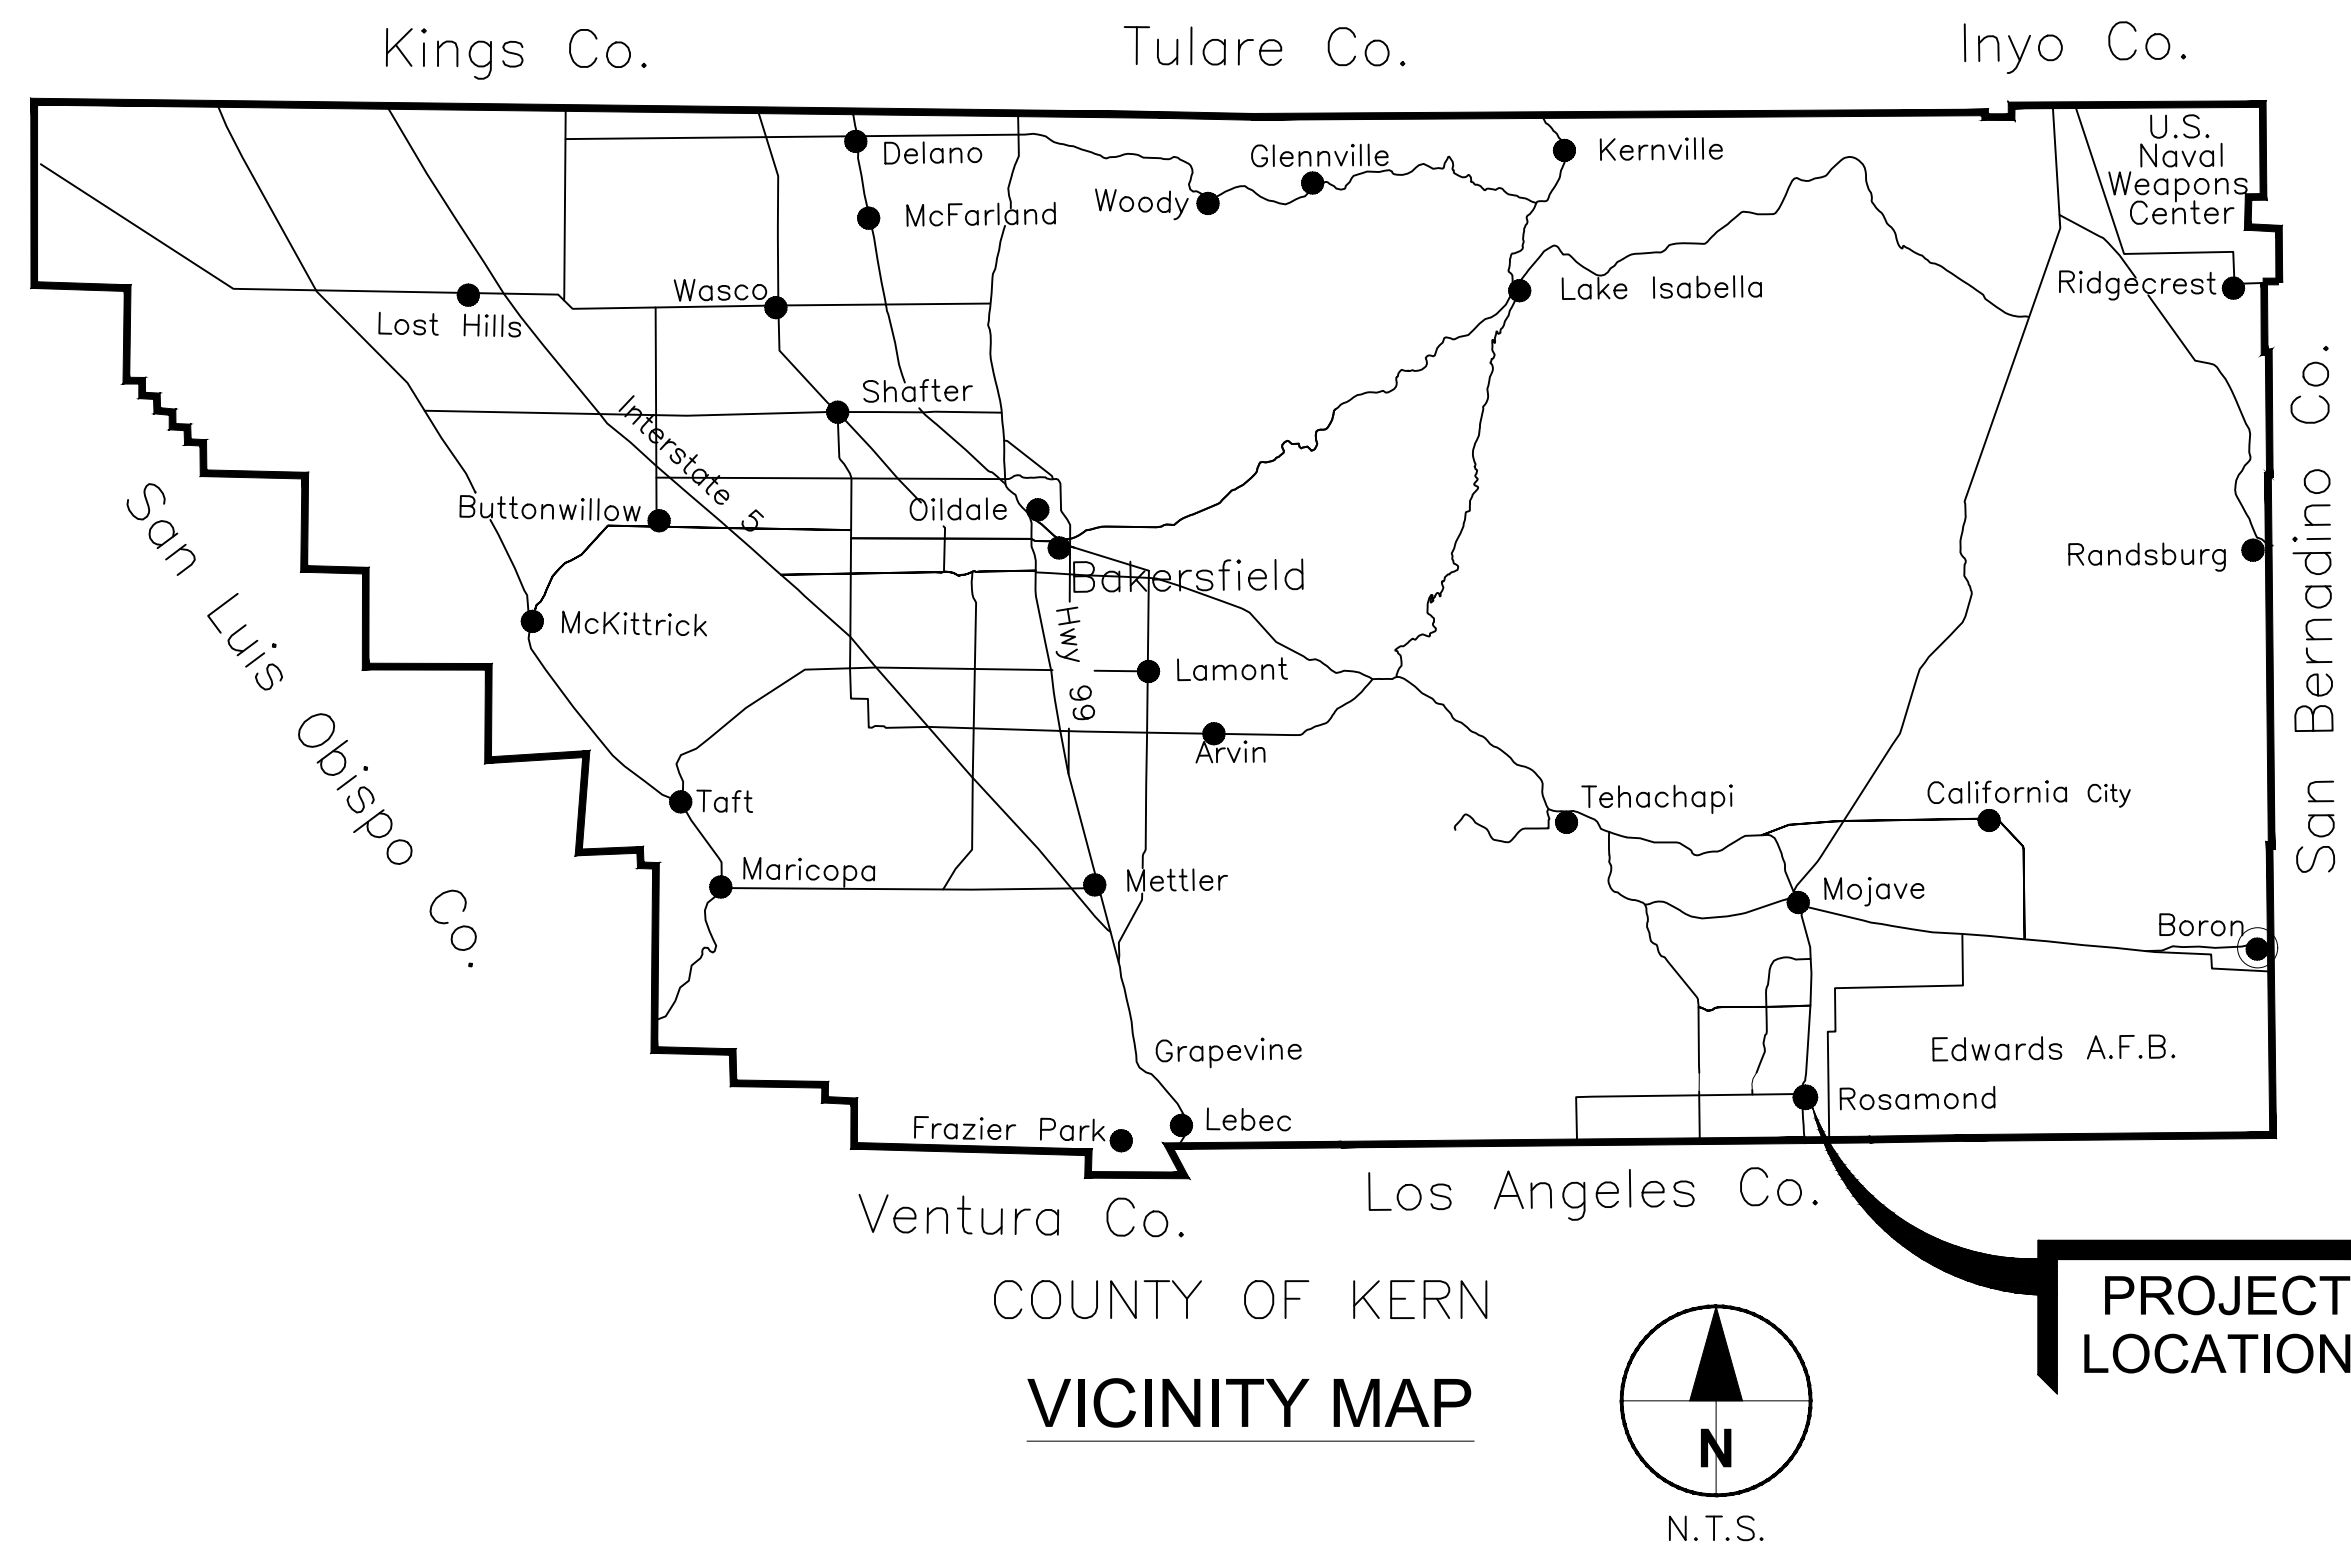 Kings Co.
Tulare Co.
Inyo Co.
U.S.
Naval
Weapons
Center
Delano
Glennville
Kernville
McFarland
Woody
Ridgecrest
Wasco
Lake Isabella
Lost Hills
Shafter
Interstate 5
Buttonwillow
Oildale
Randsburg
Bakersfield
McKittrick
Hwy 99
Lamont
Arvin
San Luis Obispo Co.
San Bernadino Co.
Taft
Tehachapi
California City
Maricopa
Mettler
Mojave
Boron
Grapevine
Edwards A.F.B.
Rosamond
Frazier Park
Lebec
Ventura Co.
Los Angeles Co.
COUNTY OF KERN
PROJECT
LOCATION
VICINITY MAP
N
N.T.S.